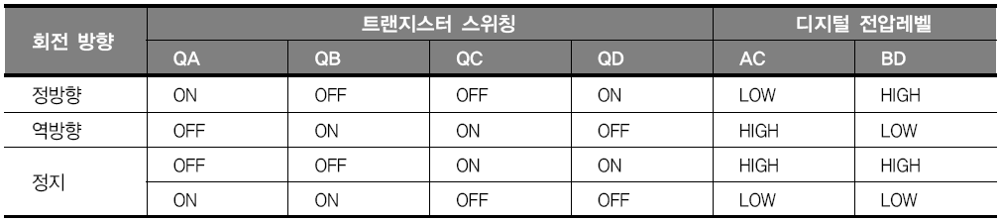 회전 방향 트랜지스터 스위칭 디지털 전압레벨
QA QB QC QD AC BD
정방향 ON OFF OFF ON LOW HIGH
역방향 OFF ON ON OFF HIGH LOW
정지 OFF OFF ON ON HIGH HIGH
ON ON OFF OFF LOW LOW